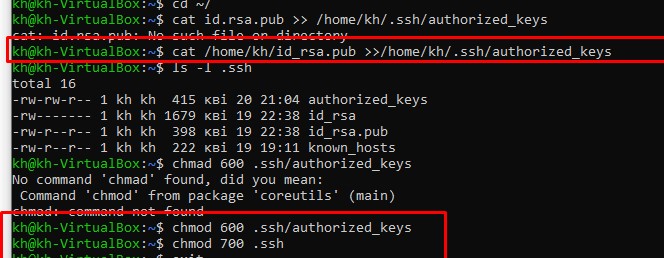 kh@kh-VirtualBox:~$ cd ~/
kh@kh-VirtualBox:~$ cat id.rsa.pub >> /home/kh/.ssh/authorized_keys
cat: id.rsa.pub: No such file or directory
kh@kh-VirtualBox:~$ cat /home/kh/id_rsa.pub >>/home/kh/.ssh/authorized_keys
kh@kh-VirtualBox:~$ ls -l .ssh
total 16
-rw-rw-r-- 1 kh kh  415 кві 20 21:04 authorized_keys
-rw------- 1 kh kh 1679 кві 19 22:38 id_rsa
-rw-r--r-- 1 kh kh  398 кві 19 22:38 id_rsa.pub
-rw-r--r-- 1 kh kh  222 кві 19 19:11 known_hosts
kh@kh-VirtualBox:~$ chmad 600 .ssh/authorized_keys
No command 'chmad' found, did you mean:
 Command 'chmod' from package 'coreutils' (main)
chmad: command not found
kh@kh-VirtualBox:~$ chmod 600 .ssh/authorized_keys
kh@kh-VirtualBox:~$ chmod 700 .ssh
kh@kh-VirtualBox:~$ exit